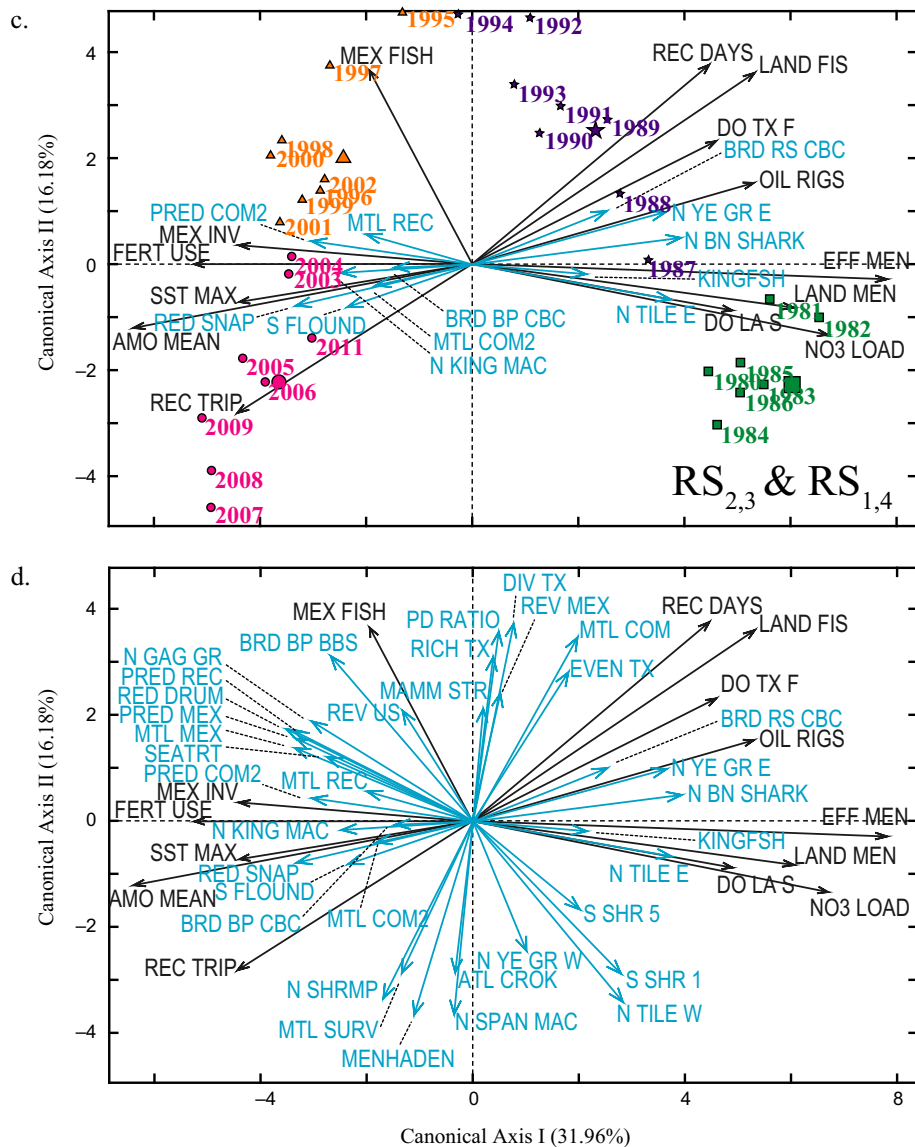 c.
1995
1994
1992
4
MEX FISH
REC DAYS
LAND FIS
1997
1993
1991
1989
1990
DO TX F
1998
2000
BRD RS CBC
2
2002
1996
1999
OIL RIGS
1988
PRED COM2
2001
MTL REC
N YE GR E
MEX INV
N BN SHARK
FERT USE
0
2004
1987
EFF MEN
2003
KINGFSH
SST MAX
LAND MEN
1981
RED SNAP
S FLOUND
BRD BP CBC
N TILE E
DO LA S
1982
AMO MEAN
2011
MTL COM2
NO3 LOAD
N KING MAC
-2
2005
1985
1980
2006
1983
1986
REC TRIP
2009
1984
-4
2008
RS2,3 & RS1,4
2007
Canonical Axis II (16.18%)
d.
DIV TX
4
MEX FISH
PD RATIO
REV MEX
REC DAYS
LAND FIS
BRD BP BBS
RICH TX
MTL COM
N GAG GR
PRED REC
EVEN TX
RED DRUM
MAMM STR
DO TX F
2
PRED MEX
REV US
BRD RS CBC
MTL MEX
OIL RIGS
SEATRT
PRED COM2
MTL REC
N YE GR E
MEX INV
N BN SHARK
FERT USE
EFF MEN
0
N KING MAC
KINGFSH
SST MAX
LAND MEN
RED SNAP
N TILE E
S FLOUND
DO LA S
AMO MEAN
NO3 LOAD
BRD BP CBC
MTL COM2
S SHR 5
-2
REC TRIP
N YE GR W
ATL CROK
S SHR 1
N SHRMP
N TILE W
MTL SURV
N SPAN MAC
-4
MENHADEN
Canonical Axis II (16.18%)
-4
0
4
8
Canonical Axis I (31.96%)